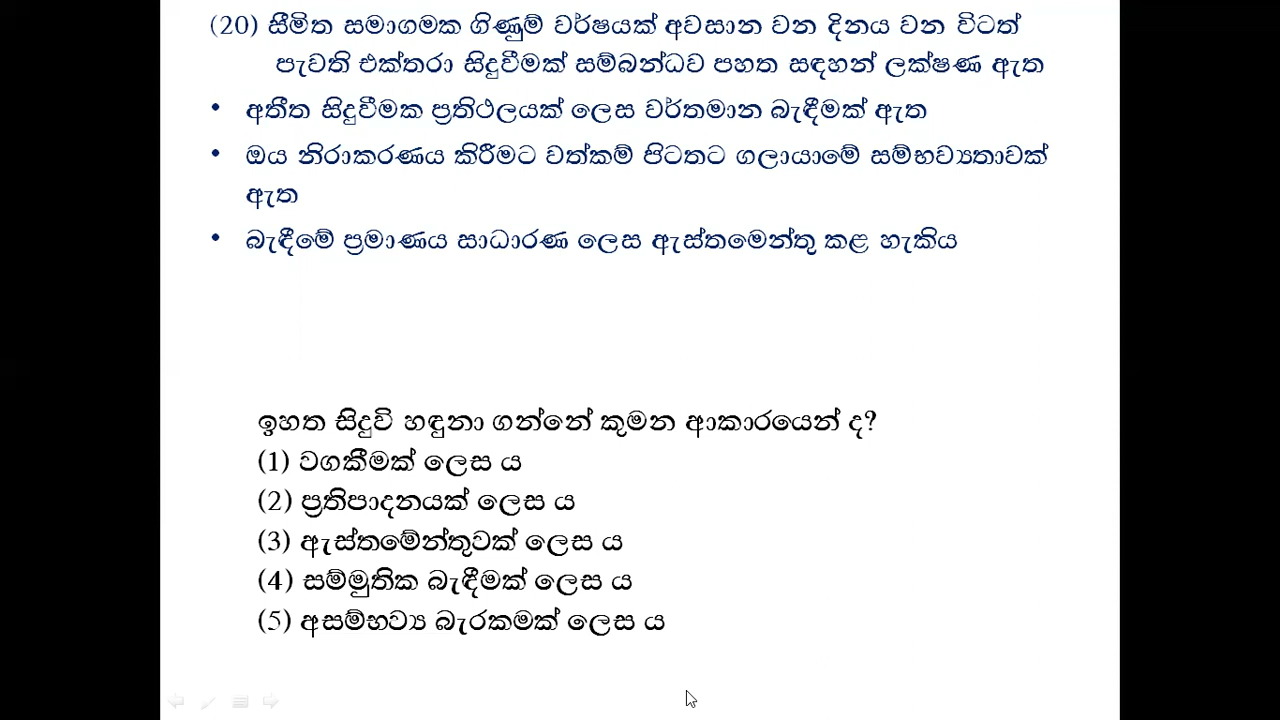 (20) සීමිත සමාගමක ගිණුම් වර්ෂයක් අවසාන වන දිනය වන විටත්
පැවති එක්තරා සිදුවීමක් සම්බන්ධව පහත සඳහන් ලක්ෂණ ඇත
• අතීත සිදුවීමක ප්‍රතිඵලයක් ලෙස වර්තමාන බැඳීමක් ඇත
• ඔය නිරාකරණය කිරීමට වත්කම් පිටතට ගලායාමේ සම්භව්‍යතාවක්
ඇත
• බැඳීමේ ප්‍රමාණය සාධාරණ ලෙස ඇස්තමෙන්තු කළ හැකිය
ඉහත සිදුවි හඳුනා ගන්නේ කුමන ආකාරයෙන් ද?
(1) වගකීමක් ලෙස ය
(2) ප්‍රතිපාදනයක් ලෙස ය
(3) ඇස්තමේන්තුවක් ලෙස ය
(4) සම්මුතික බැඳීමක් ලෙස ය
(5) අසම්භව්‍ය බැරකමක් ලෙස ය